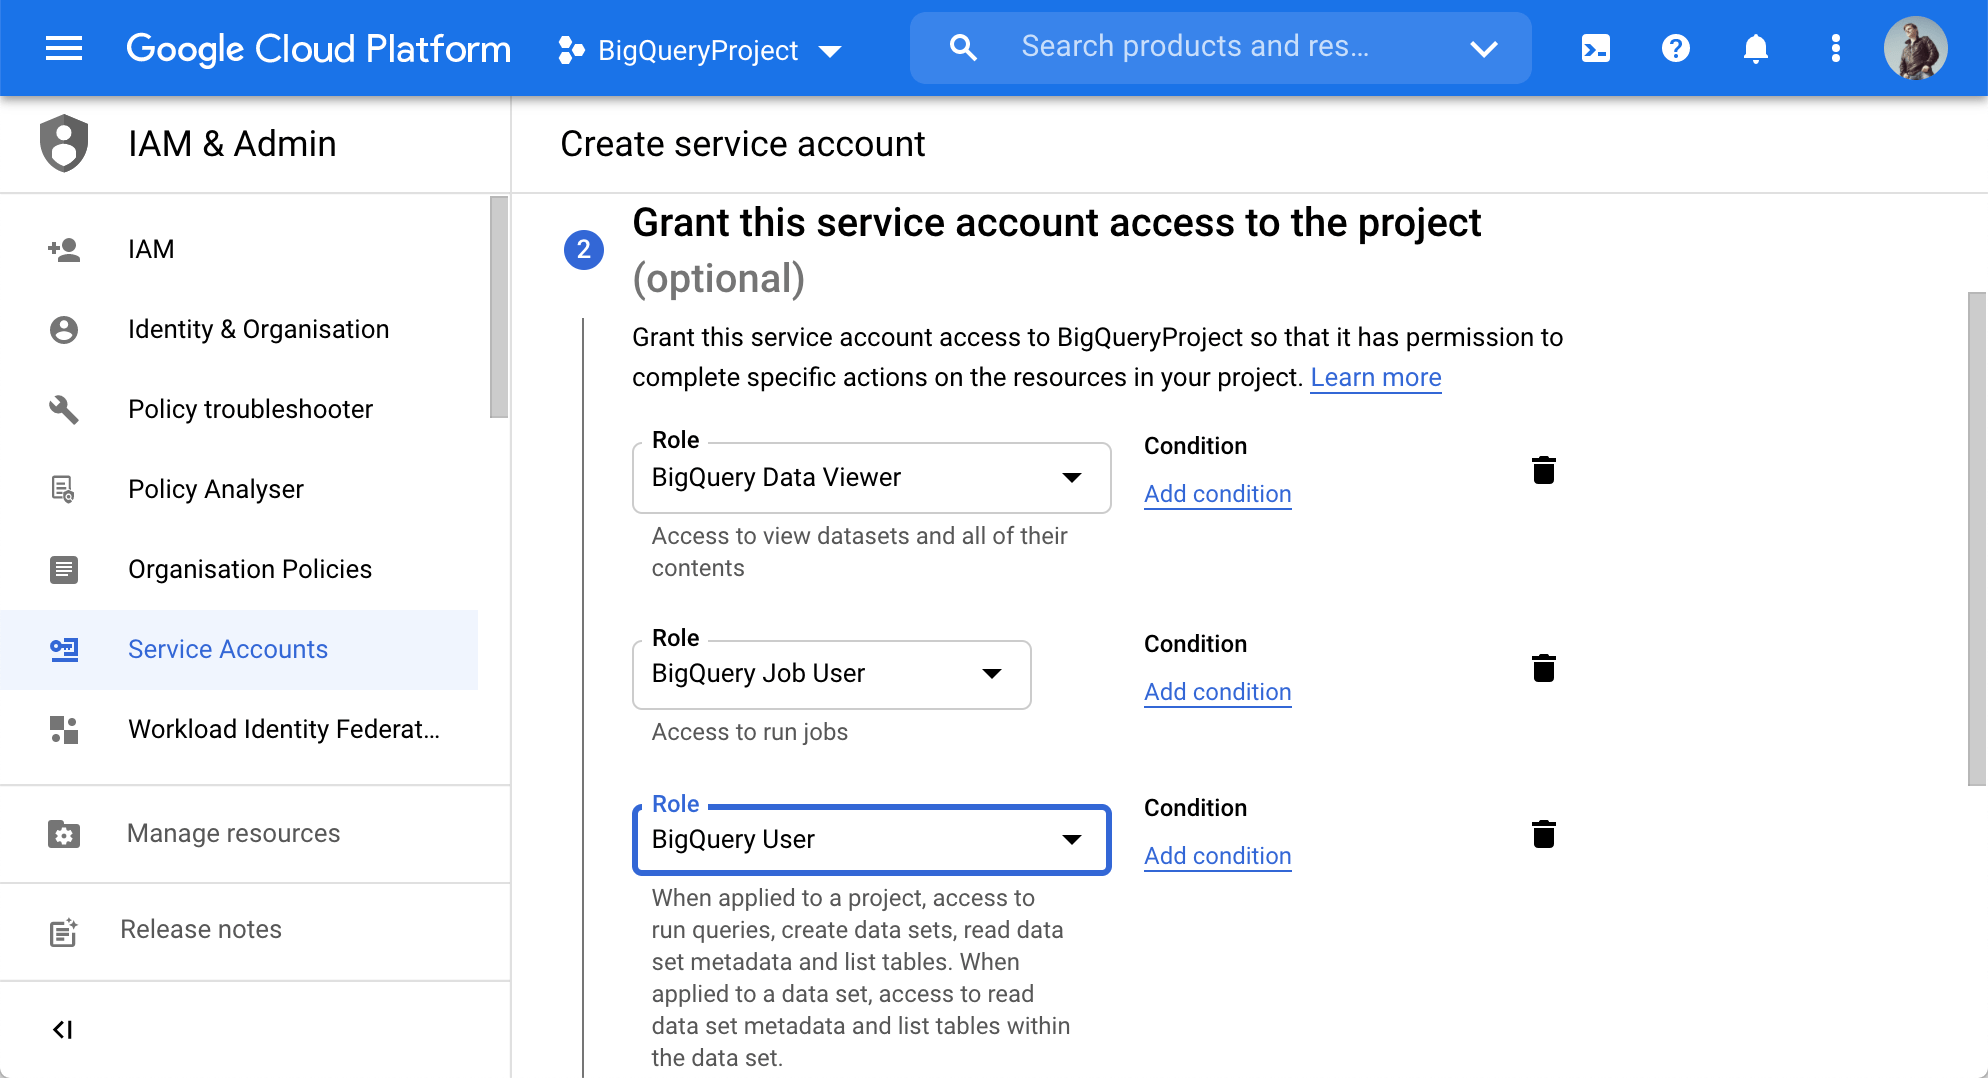 Google Cloud Platform
BigQueryProject
Search products and res...
IAM & Admin
Create service account
IAM
Identity & Organisation
Policy troubleshooter
Policy Analyser
Organisation Policies
Service Accounts
Workload Identity Federat...
Manage resources
Release notes
2
Grant this service account access to the project
(optional)
Grant this service account access to BigQueryProject so that it has permission to
complete specific actions on the resources in your project. Learn more
Role
BigQuery Data Viewer
Access to view datasets and all of their
contents
Condition
Add condition
Role
BigQuery Job User
Access to run jobs
Condition
Add condition
Role
BigQuery User
When applied to a project, access to
run queries, create data sets, read data
set metadata and list tables. When
applied to a data set, access to read
data set metadata and list tables within
the data set.
Condition
Add condition